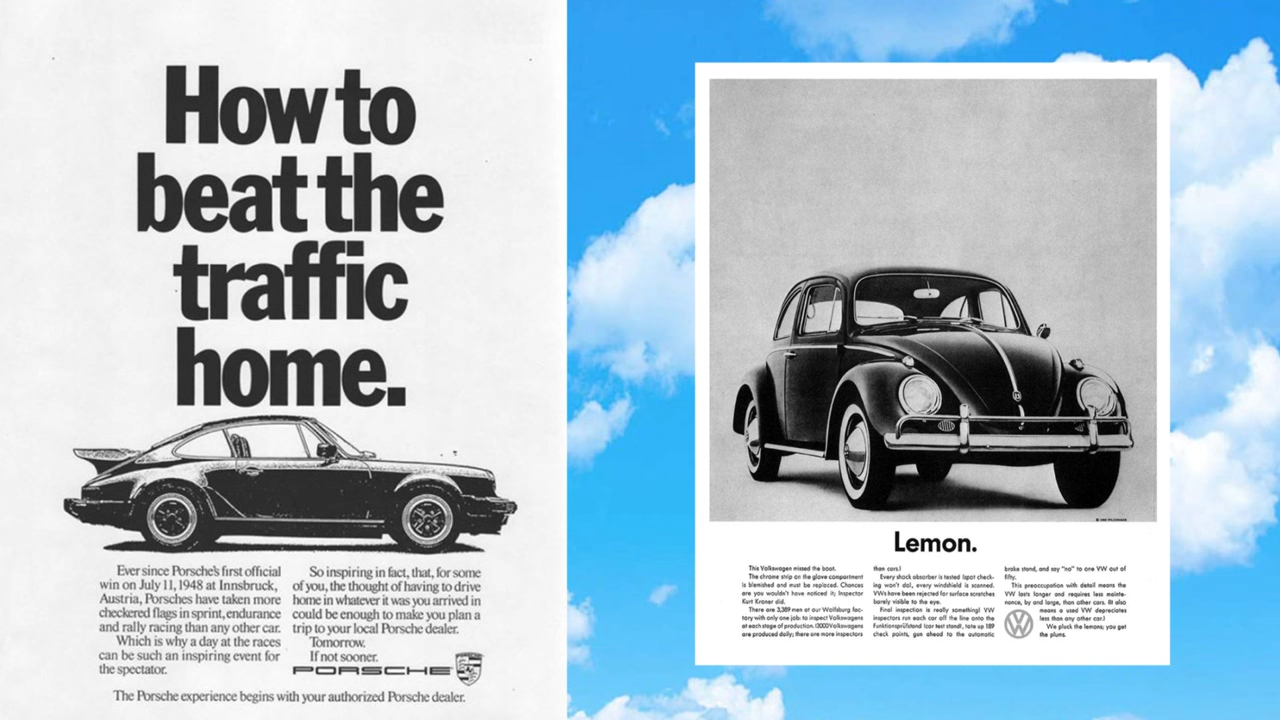 How to
beat the
traffic
home.
Ever since Porsche's first official
win on July 11, 1948 at Innsbruck,
Austria, Porsches have taken more
checkered flags in sprint, endurance
and rally racing than any other car.
Which is why a day at the races
can be such an inspiring event for
the spectator.
So inspiring in fact, that, for some
of you, the thought of having to drive
home in whatever it was you arrived in
could be enough to make you plan a
trip to your local Porsche dealer.
Tomorrow.
If not sooner.
PORSCHE
The Porsche experience begins with your authorized Porsche dealer.
Lemon.
This Volkswagen missed the boat.
The chrome strip on the glove compartment
is blemished and must be replaced. Chances
are you wouldn't have noticed it; Inspector
Kurt Kroner did.
There are 3,389 men at our Wolfsburg fac-
tory with only one job: to inspect Volkswagens
at each stage of production. (3000 Volkswagens
are produced daily; there are more inspectors
than cars.)
Every shock absorber is tested (spot check-
ing won't do), every windshield is scanned.
VWs have been rejected for surface scratches
barely visible to the eye.
Final inspection is really something! VW
inspectors run each car off the line onto the
Funktionsprüfstand (car test stand), tote up 189
check points, gun ahead to the automatic
brake stand, and say "no" to one VW out of
fifty.
This preoccupation with detail means the
VW lasts longer and requires less mainte-
nance, by and large, than other cars. (It also
means a used VW depreciates
less than any other car.)
We pluck the lemons; you get
the plums.